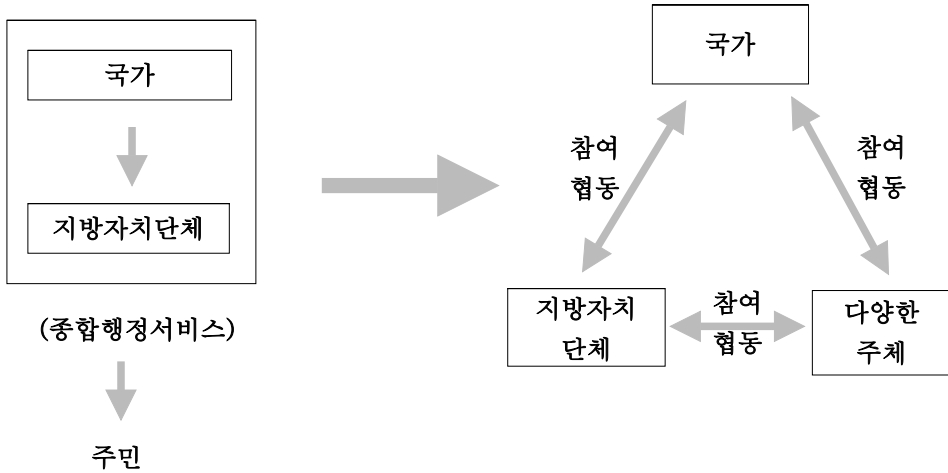 국가
지방자치단체
(종합행정서비스)
주민
국가
참여
협동
참여
협동
지방자치
단체
참여
협동
다양한
주체